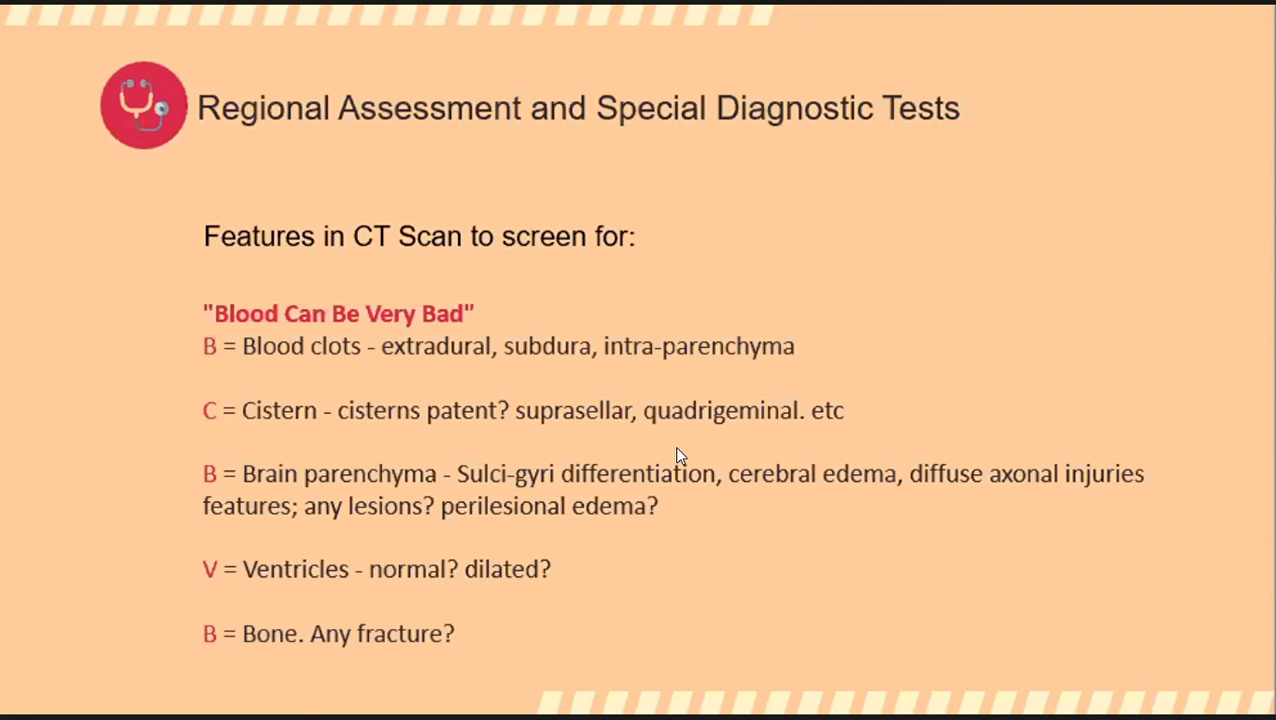 Regional Assessment and Special Diagnostic Tests
Features in CT Scan to screen for:
"Blood Can Be Very Bad"
B = Blood clots - extradural, subdura, intra-parenchyma
C = Cistern - cisterns patent? suprasellar, quadrigeminal. etc
B = Brain parenchyma - Sulci-gyri differentiation, cerebral edema, diffuse axonal injuries
features; any lesions? perilesional edema?
V = Ventricles - normal? dilated?
B = Bone. Any fracture?